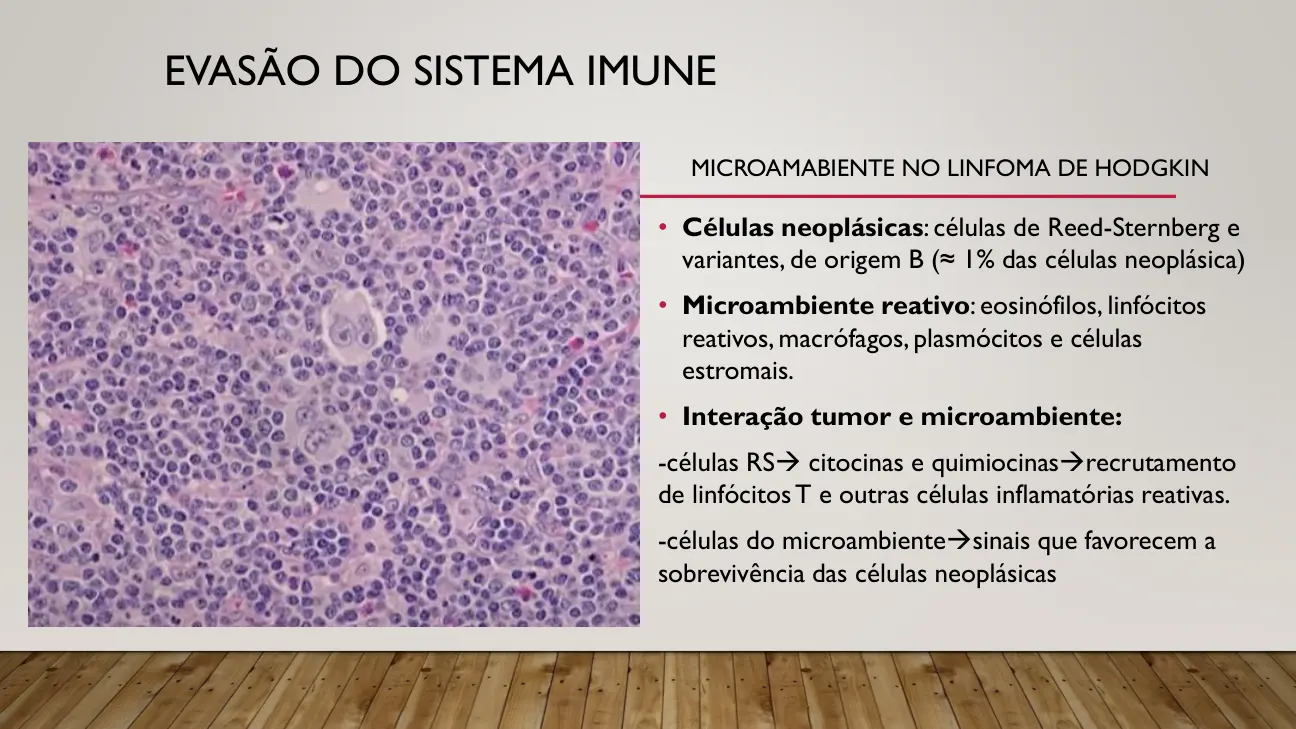 EVASÃO DO SISTEMA IMUNE
MICROAMABIENTE NO LINFOMA DE HODGKIN
• Células neoplásicas: células de Reed-Sternberg e
variantes, de origem B (≈ 1% das células neoplásica)
• Microambiente reativo: eosinófilos, linfócitos
reativos, macrófagos, plasmócitos e células
estromais.
• Interação tumor e microambiente:
-células RS→ citocinas e quimiocinas→recrutamento
de linfócitos T e outras células inflamatórias reativas.
-células do microambiente→sinais que favorecem a
sobrevivência das células neoplásicas